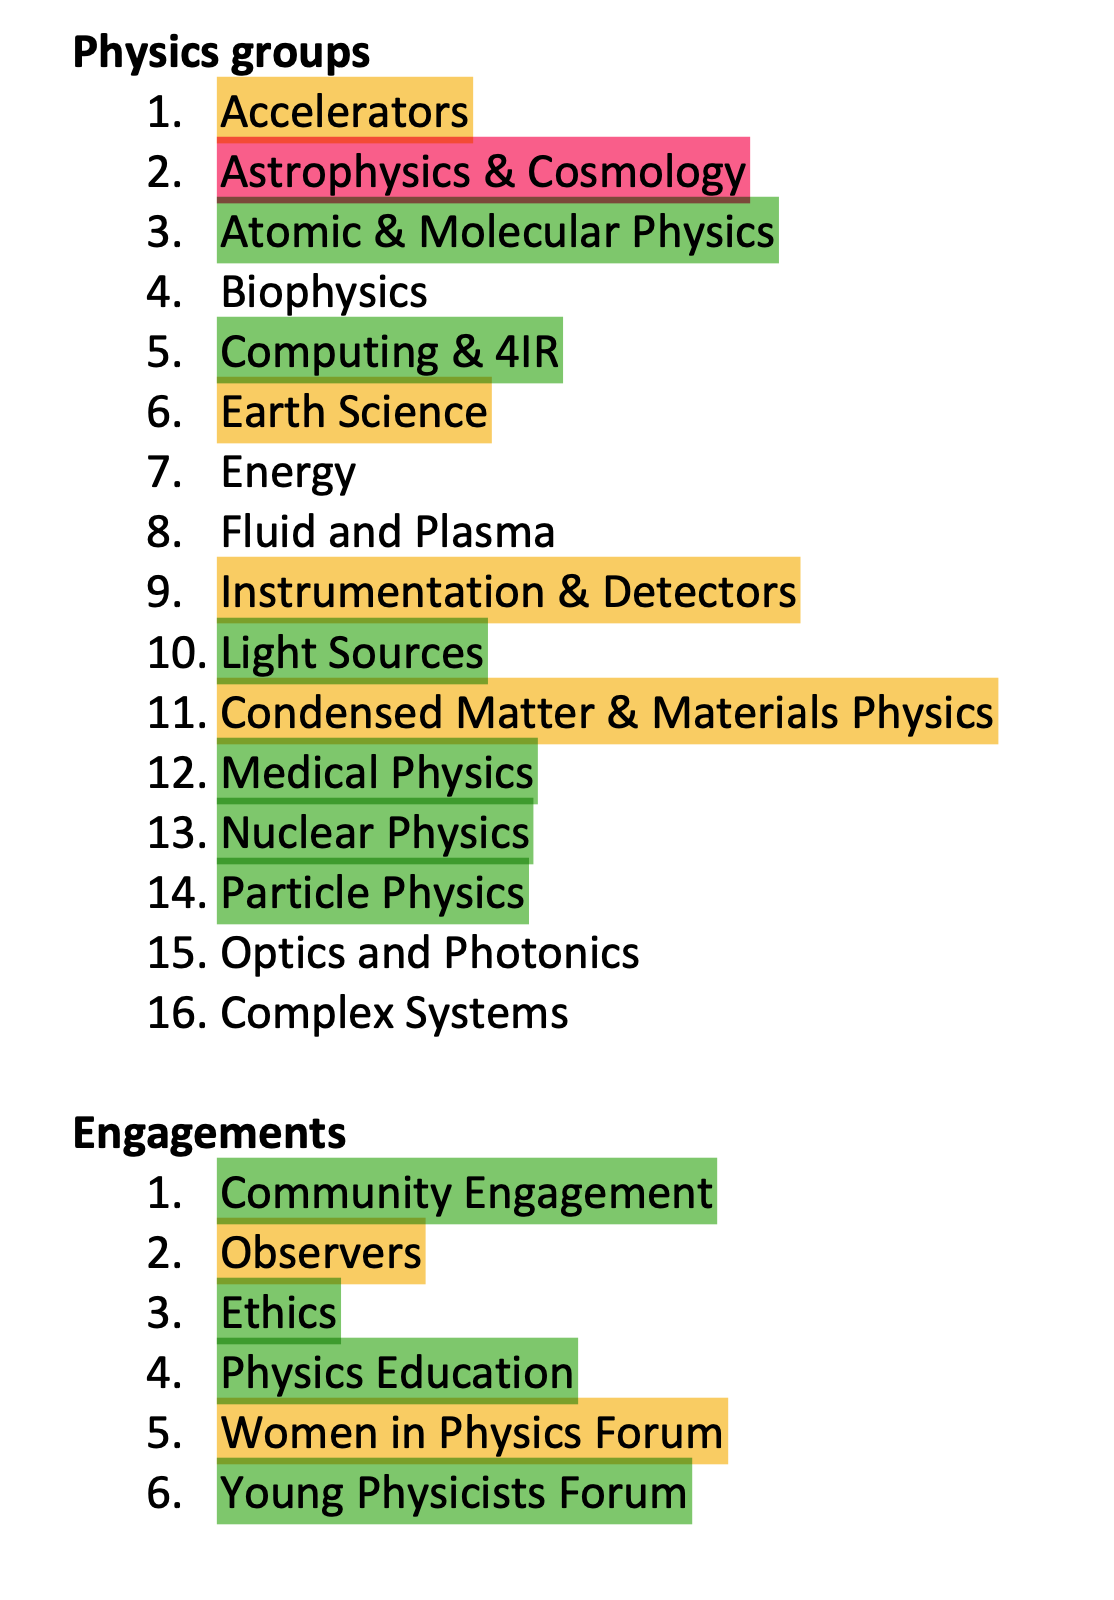 Physics groups
1. Accelerators
2. Astrophysics & Cosmology
3. Atomic & Molecular Physics
4. Biophysics
5. Computing & 4IR
6. Earth Science
7. Energy
8. Fluid and Plasma
9. Instrumentation & Detectors
10. Light Sources
11. Condensed Matter & Materials Physics
12. Medical Physics
13. Nuclear Physics
14. Particle Physics
15. Optics and Photonics
16. Complex Systems
Engagements
1. Community Engagement
2. Observers
3. Ethics
4. Physics Education
5. Women in Physics Forum
6. Young Physicists Forum